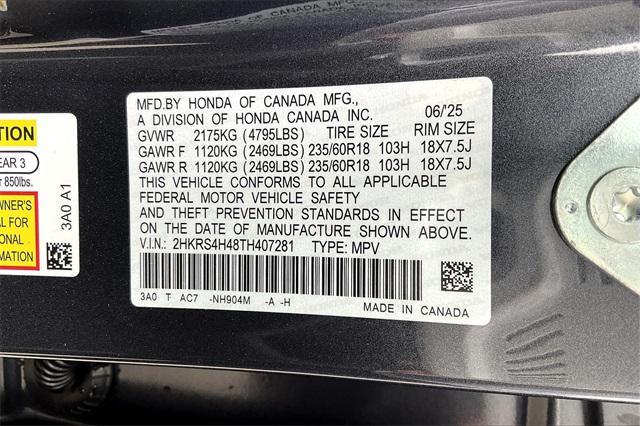 MFD.BY HONDA OF CANADA MFG.,
A DIVISION OF HONDA CANADA INC. 06/'25
GVWR 2175KG (4795LBS) TIRE SIZE RIM SIZE
GAWR F 1120KG (2469LBS) 235/60R18 103H 18X7.5J
GAWR R 1120KG (2469LBS) 235/60R18 103H 18X7.5J
THIS VEHICLE CONFORMS TO ALL APPLICABLE
FEDERAL MOTOR VEHICLE SAFETY
AND THEFT PREVENTION STANDARDS IN EFFECT
ON THE DATE OF MANUFACTURE SHOWN ABOVE.
V.I.N.: 2HKRS4H48TH407281 TYPE: MPV
3A0 T AC7 -NH904M -A -H
MADE IN CANADA
TION
EAR 3
r 850lbs.
WNER'S
AL FOR
ONAL
RMATION
3A0 A1